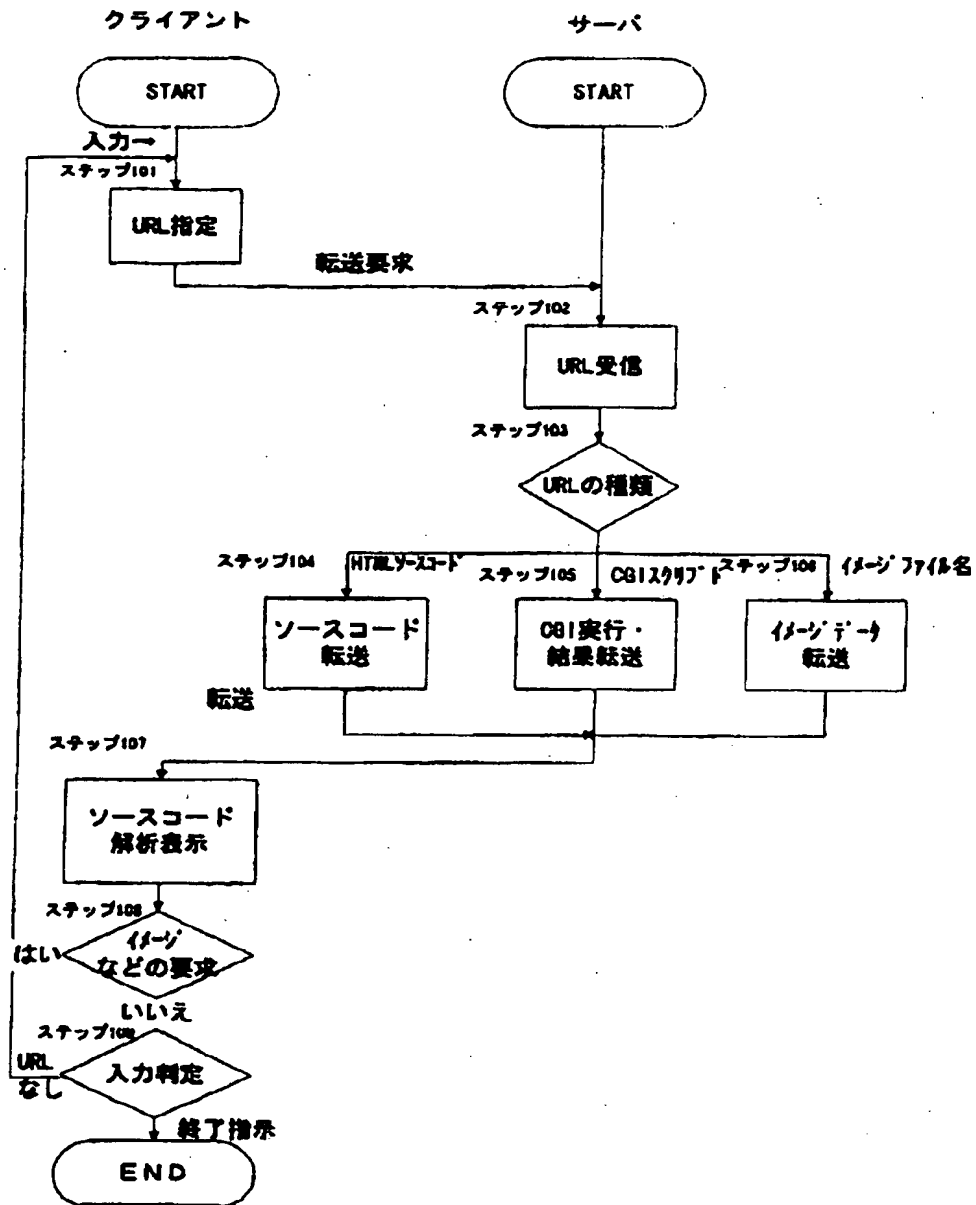 クライアント
サーバ
START
START
入力→
ステップ101
URL指定
転送要求
ステップ102
URL受信
ステップ103
URLの種類
ステップ104
HTMLソースコード
ステップ105
CGIスクリプト
ステップ106
イメージファイル名
ソースコード
転送
CGI実行・
結果転送
イメージデータ
転送
転送
ステップ107
ソースコード
解析表示
ステップ108
イメージ
などの要求
はい
いいえ
ステップ109
URL
なし
入力判定
終了指示
END